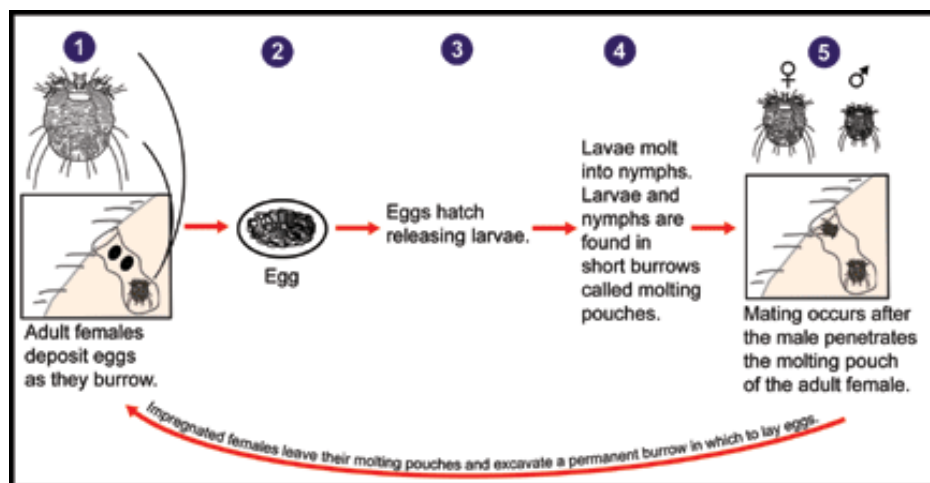 1
2
3
4
5
♀
♂
Adult females
deposit eggs
as they burrow.
Egg
Eggs hatch
releasing larvae.
Lavae molt
into nymphs.
Larvae and
nymphs are
found in
short burrows
called molting
pouches.
Mating occurs after
the male penetrates
the molting pouch
of the adult female.
Impregnated females leave their molting pouches and excavate a permanent burrow in which to lay eggs.